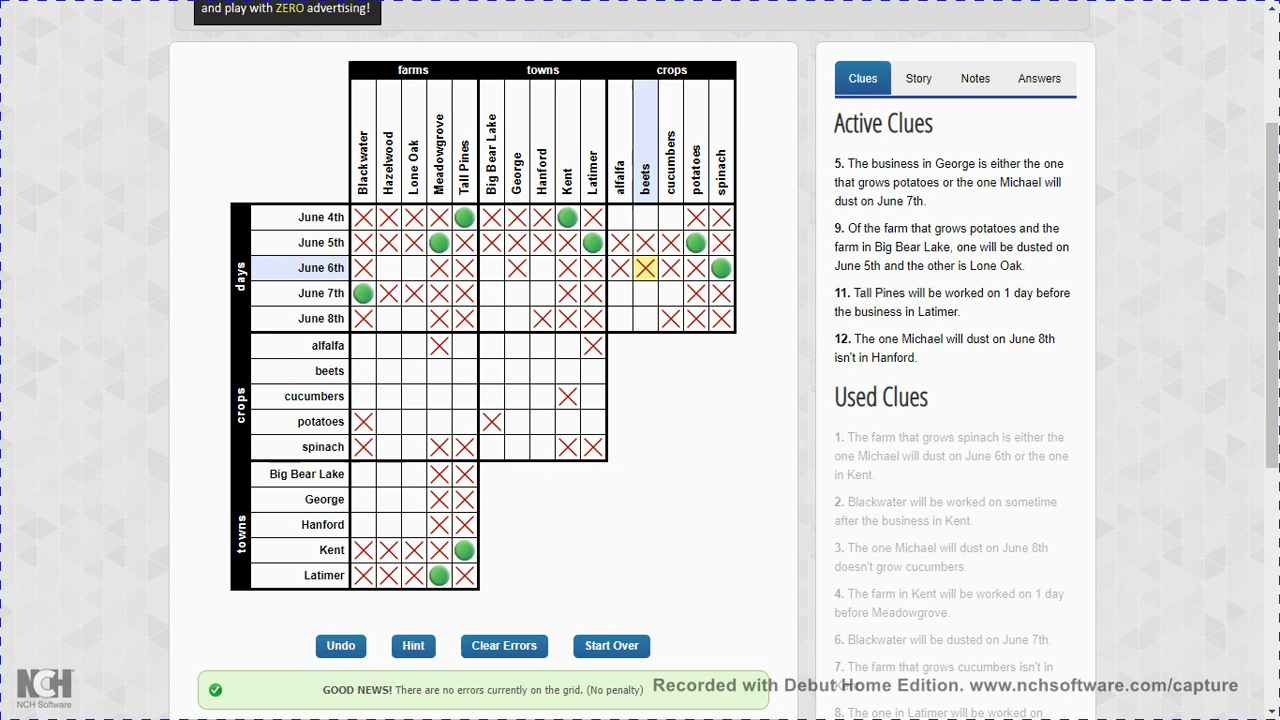 and play with ZERO advertising!
farms towns crops
Blackwater Hazelwood Lone Oak Meadowgrove Tall Pines Big Bear Lake George Hanford Kent Latimer alfalfa beets cucumbers potatoes spinach
days
June 4th
June 5th
June 6th
June 7th
June 8th
crops
alfalfa
beets
cucumbers
potatoes
spinach
towns
Big Bear Lake
George
Hanford
Kent
Latimer
Undo Hint Clear Errors Start Over
GOOD NEWS! There are no errors currently on the grid. (No penalty)
Clues Story Notes Answers
Active Clues
5. The business in George is either the one
that grows potatoes or the one Michael will
dust on June 7th.
9. Of the farm that grows potatoes and the
farm in Big Bear Lake, one will be dusted on
June 5th and the other is Lone Oak.
11. Tall Pines will be worked on 1 day before
the business in Latimer.
12. The one Michael will dust on June 8th
isn't in Hanford.
Used Clues
1. The farm that grows spinach is either the
one Michael will dust on June 6th or the one
in Kent.
2. Blackwater will be worked on sometime
after the business in Kent.
3. The one Michael will dust on June 8th
doesn't grow cucumbers.
4. The farm in Kent will be worked on 1 day
before Meadowgrove.
6. Blackwater will be dusted on June 7th.
7. The farm that grows cucumbers isn't in
8. The one in Latimer will be worked on
NCH
NCH Software
Recorded with Debut Home Edition. www.nchsoftware.com/capture